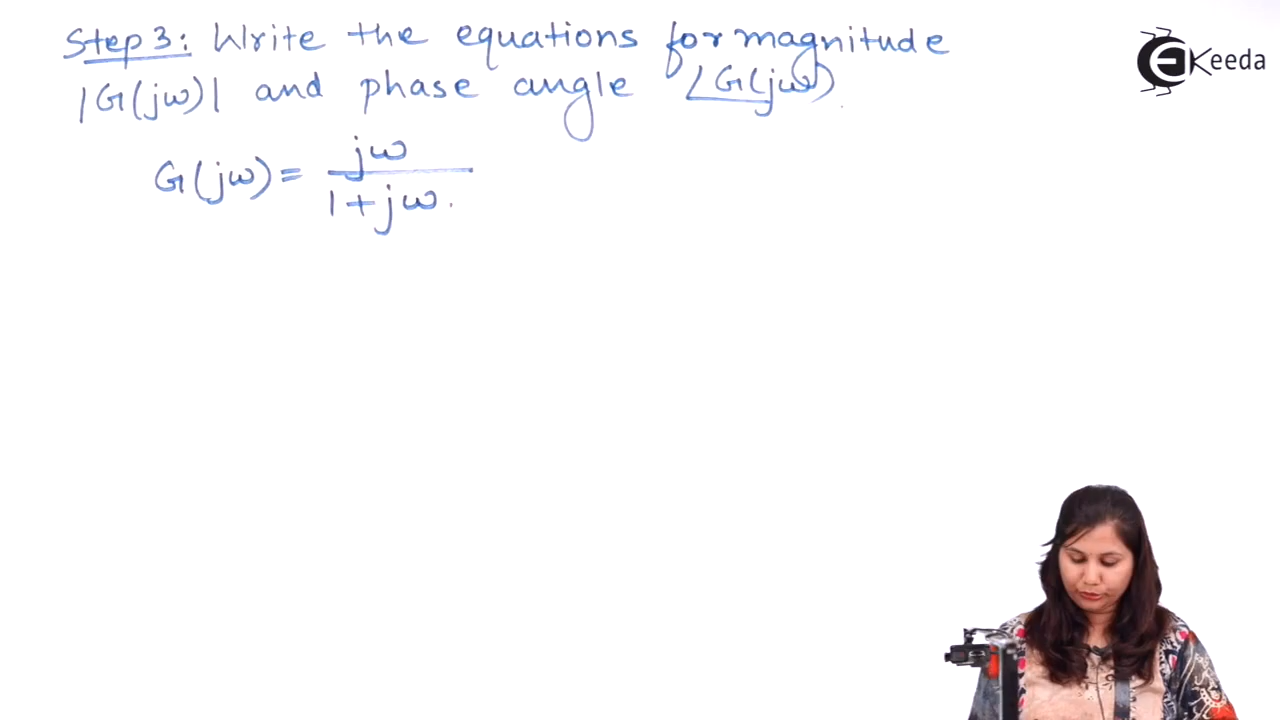 Step 3: Write the equations for magnitude
|G(jω)| and phase angle ∠G(jω).
G(jω) = jω
1+jω.
EKeeda